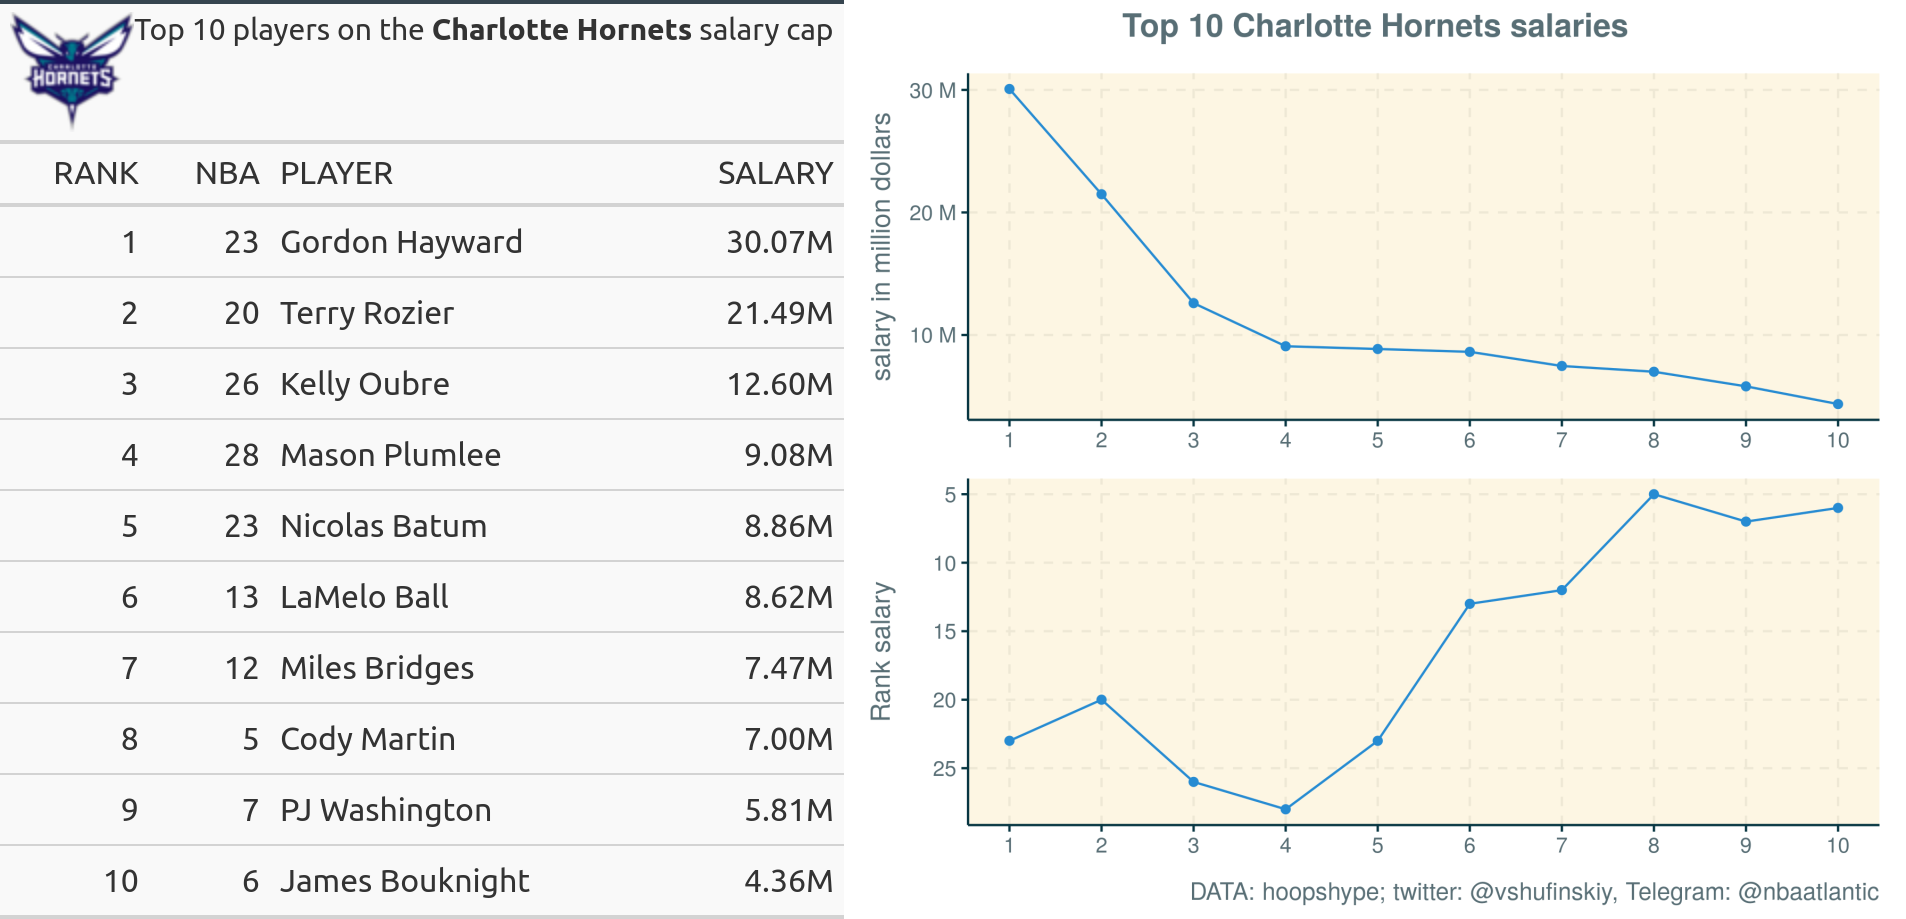 Top 10 players on the Charlotte Hornets salary cap
CHARLOTTE
HORNETS
RANK NBA PLAYER SALARY
1 23 Gordon Hayward 30.07M
2 20 Terry Rozier 21.49M
3 26 Kelly Oubre 12.60M
4 28 Mason Plumlee 9.08M
5 23 Nicolas Batum 8.86M
6 13 LaMelo Ball 8.62M
7 12 Miles Bridges 7.47M
8 5 Cody Martin 7.00M
9 7 PJ Washington 5.81M
10 6 James Bouknight 4.36M
Top 10 Charlotte Hornets salaries
salary in million dollars
30 M
20 M
10 M
1 2 3 4 5 6 7 8 9 10
Rank salary
5
10
15
20
25
1 2 3 4 5 6 7 8 9 10
DATA: hoopshype; twitter: @vshufinskiy, Telegram: @nbaatlantic